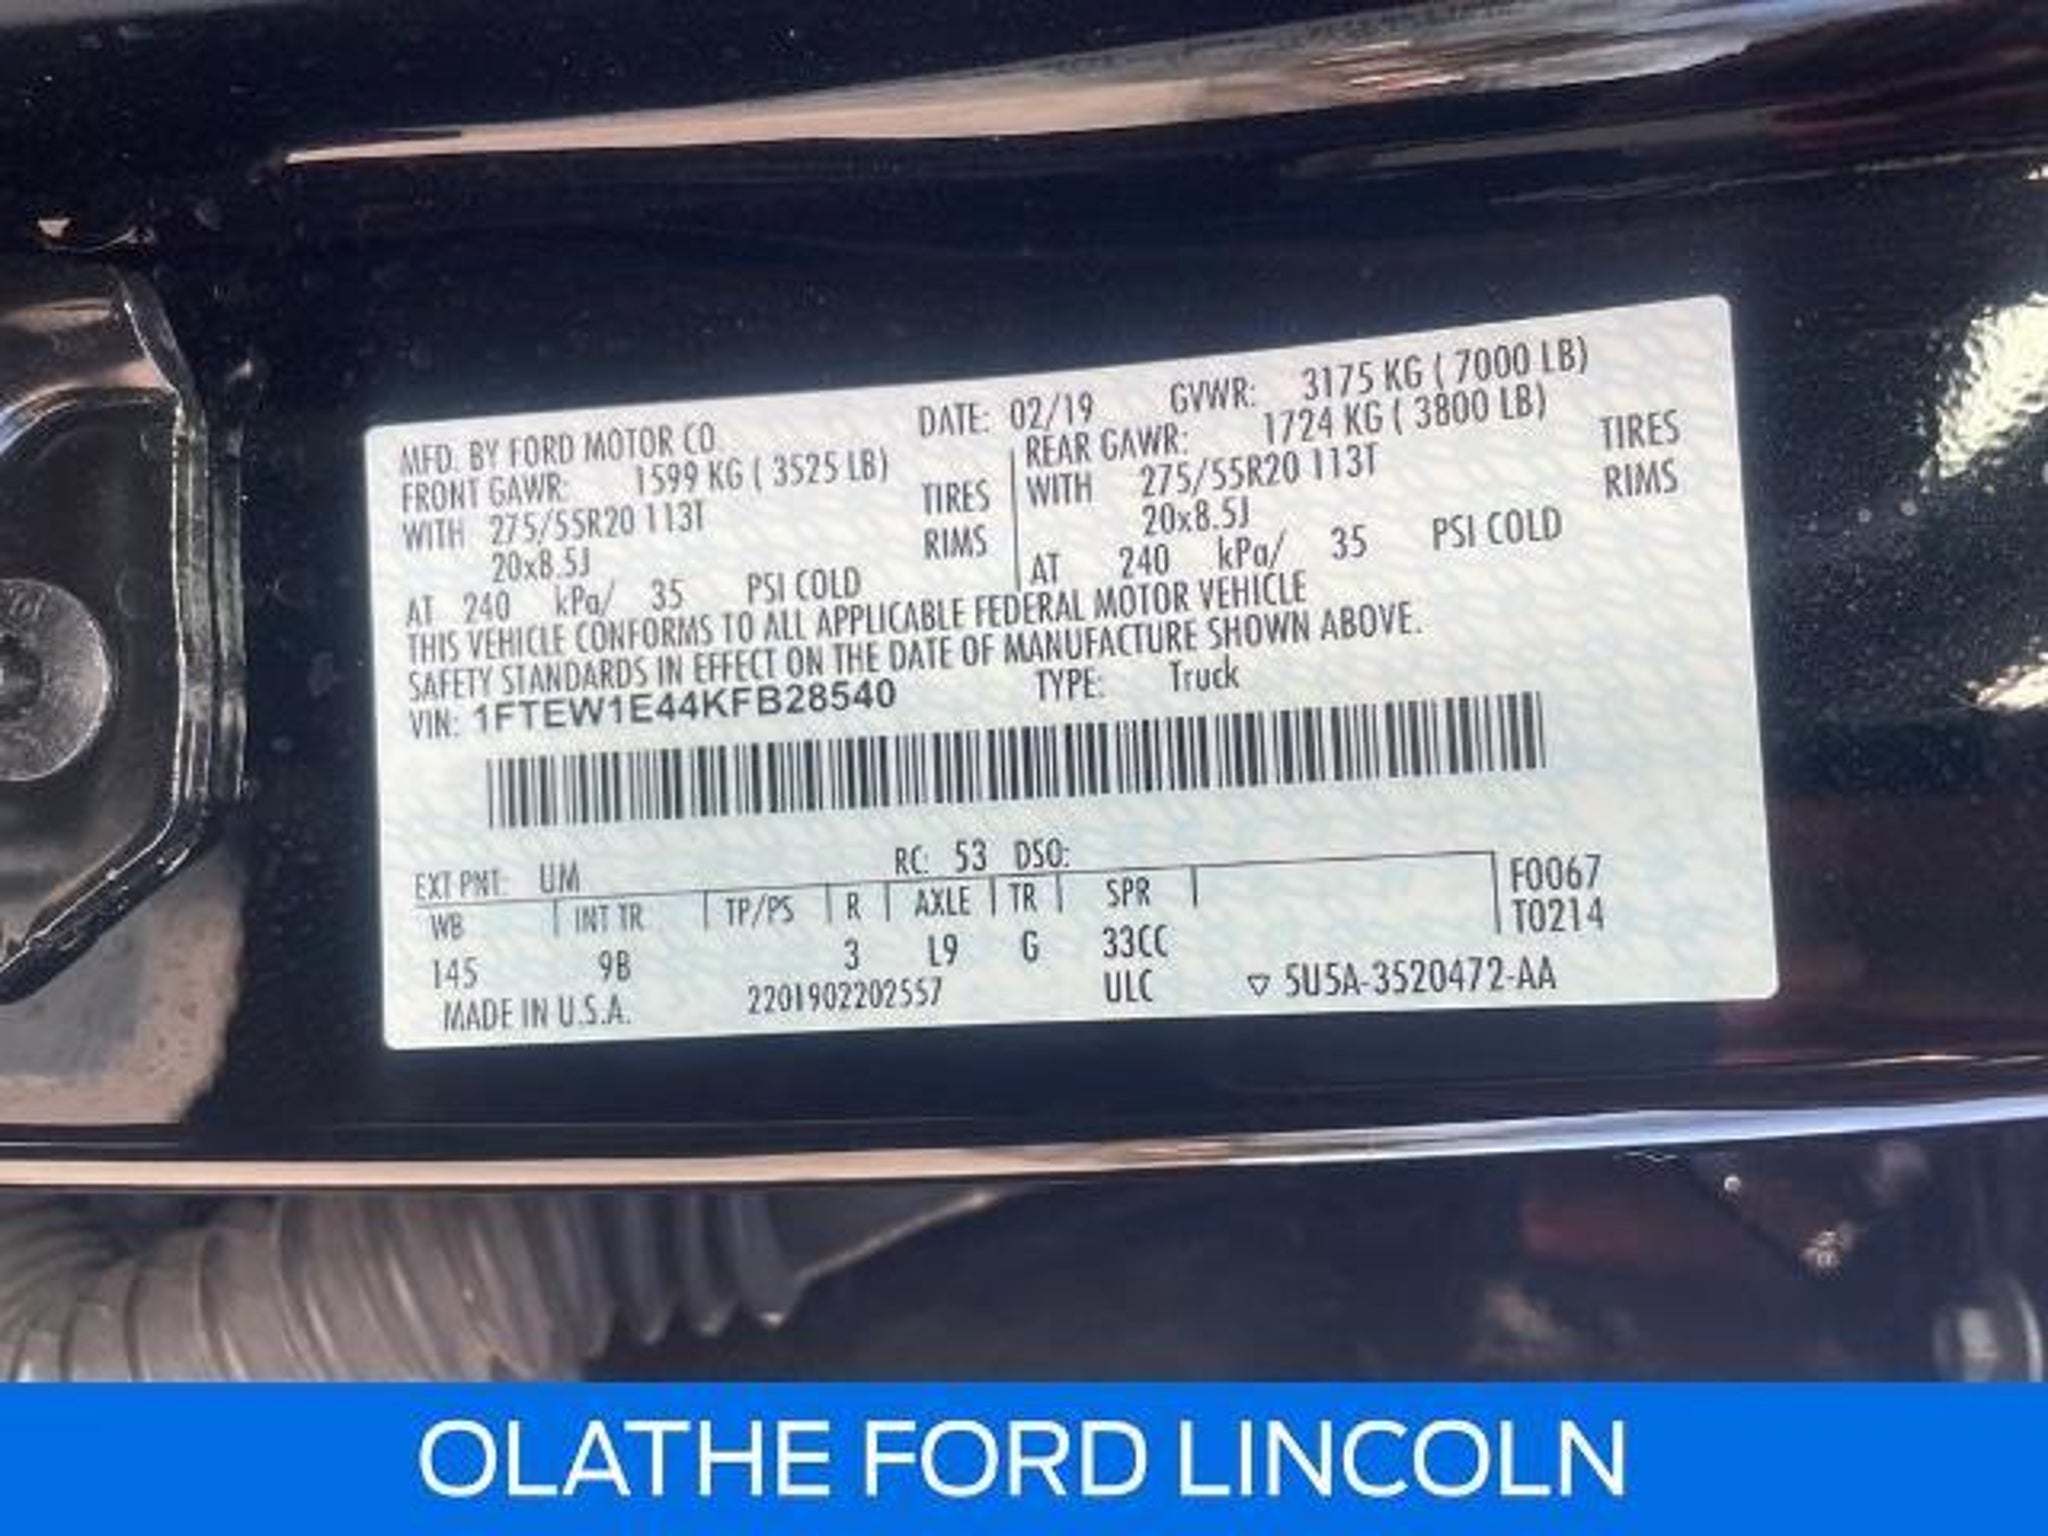 MFD. BY FORD MOTOR CO. DATE: 02/19 GVWR: 3175 KG ( 7000 LB)
FRONT GAWR: 1599 KG ( 3525 LB) REAR GAWR: 1724 KG ( 3800 LB)
WITH 275/55R20 113T TIRES WITH 275/55R20 113T TIRES
20x8.5J RIMS 20x8.5J RIMS
AT 240 kPa/ 35 PSI COLD AT 240 kPa/ 35 PSI COLD
THIS VEHICLE CONFORMS TO ALL APPLICABLE FEDERAL MOTOR VEHICLE
SAFETY STANDARDS IN EFFECT ON THE DATE OF MANUFACTURE SHOWN ABOVE.
VIN: 1FTEW1E44KFB28540 TYPE: Truck
EXT PNT: UM RC: 53 DSO:
WB INT TR TP/PS R AXLE TR SPR F0067
T0214
145 9B 3 L9 G 33CC
MADE IN U.S.A. 2201902202557 ULC ▽ 5U5A-3520472-AA
OLATHE FORD LINCOLN